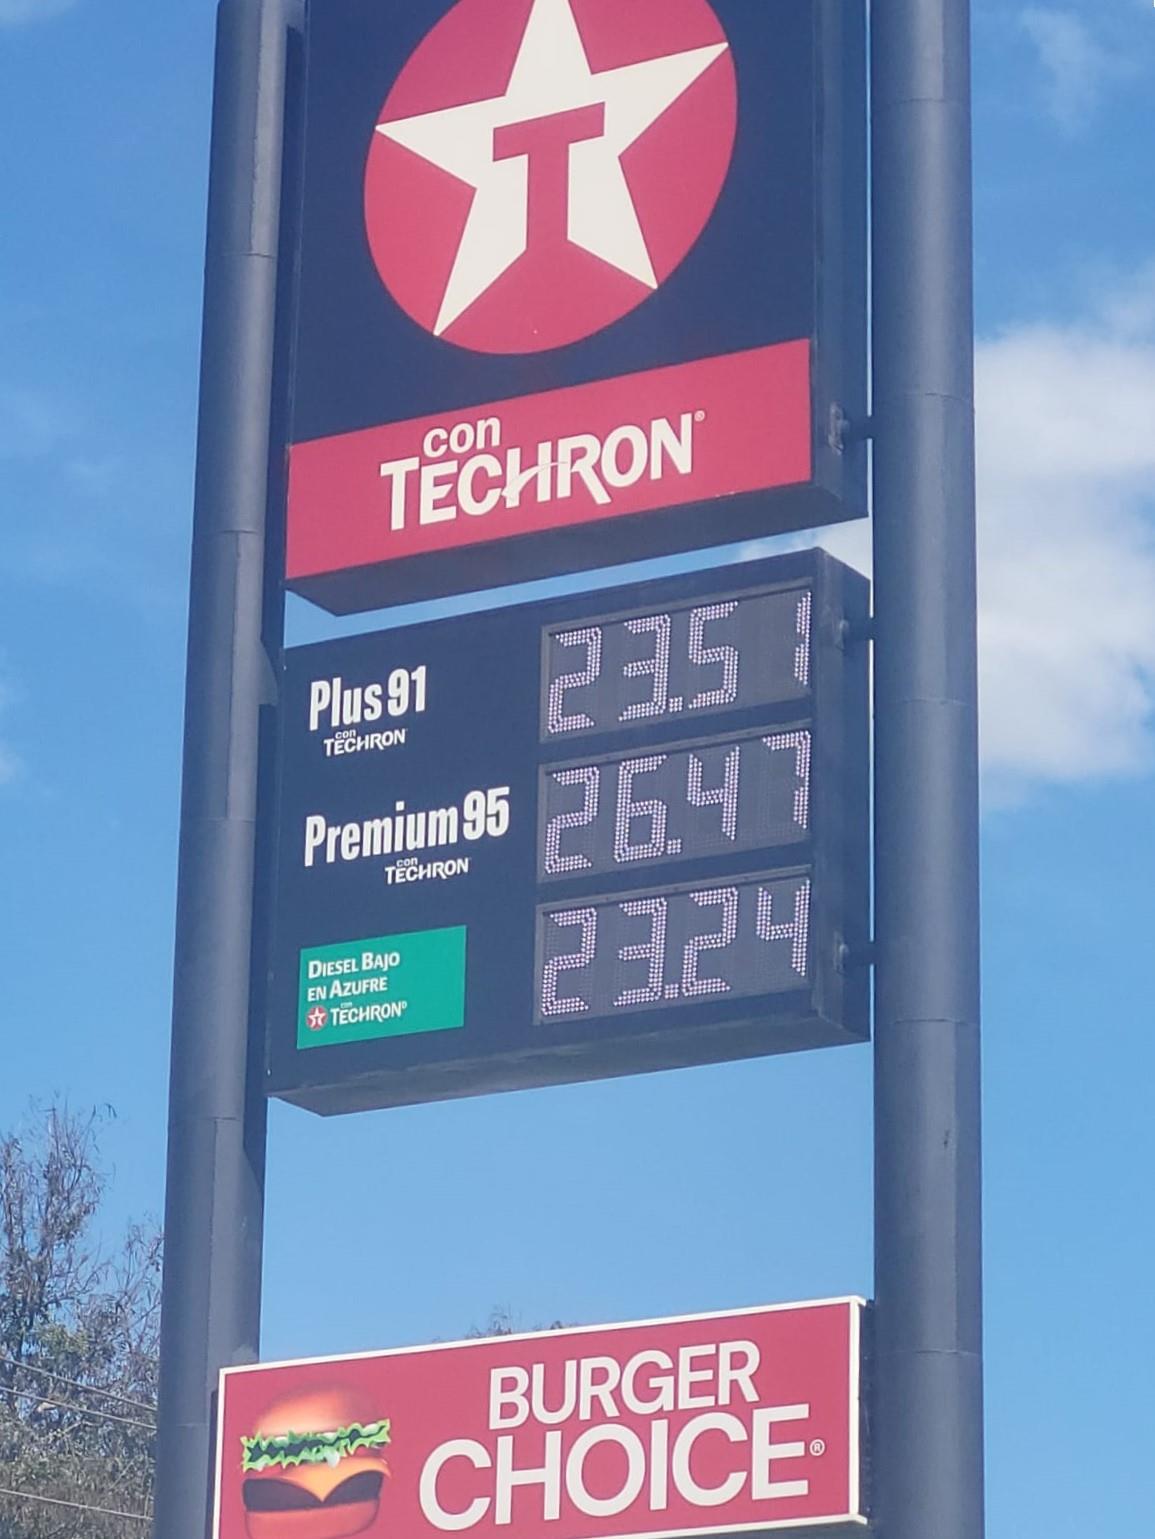 T
con
TECHRON®
Plus 91 23.51
con
TECHRON
Premium 95 26.47
con
TECHRON
DIESEL BAJO 23.24
EN AZUFRE
con
TECHRON®
BURGER
CHOICE®